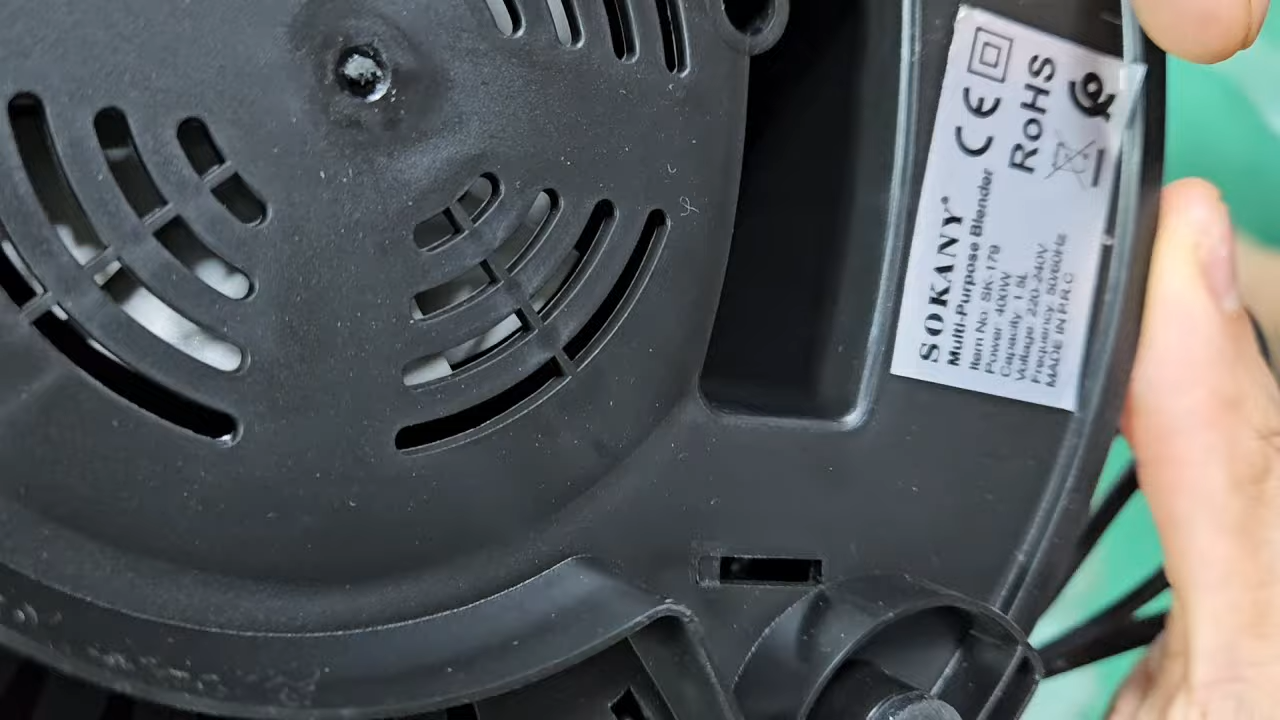 SOKANY®
Multi-Purpose Blender
Item No. SK-179
Power 400W
Capacity 1.5L
Voltage 220-240V
Frequency 50/60Hz
MADE IN P.R.C
CE
RoHS